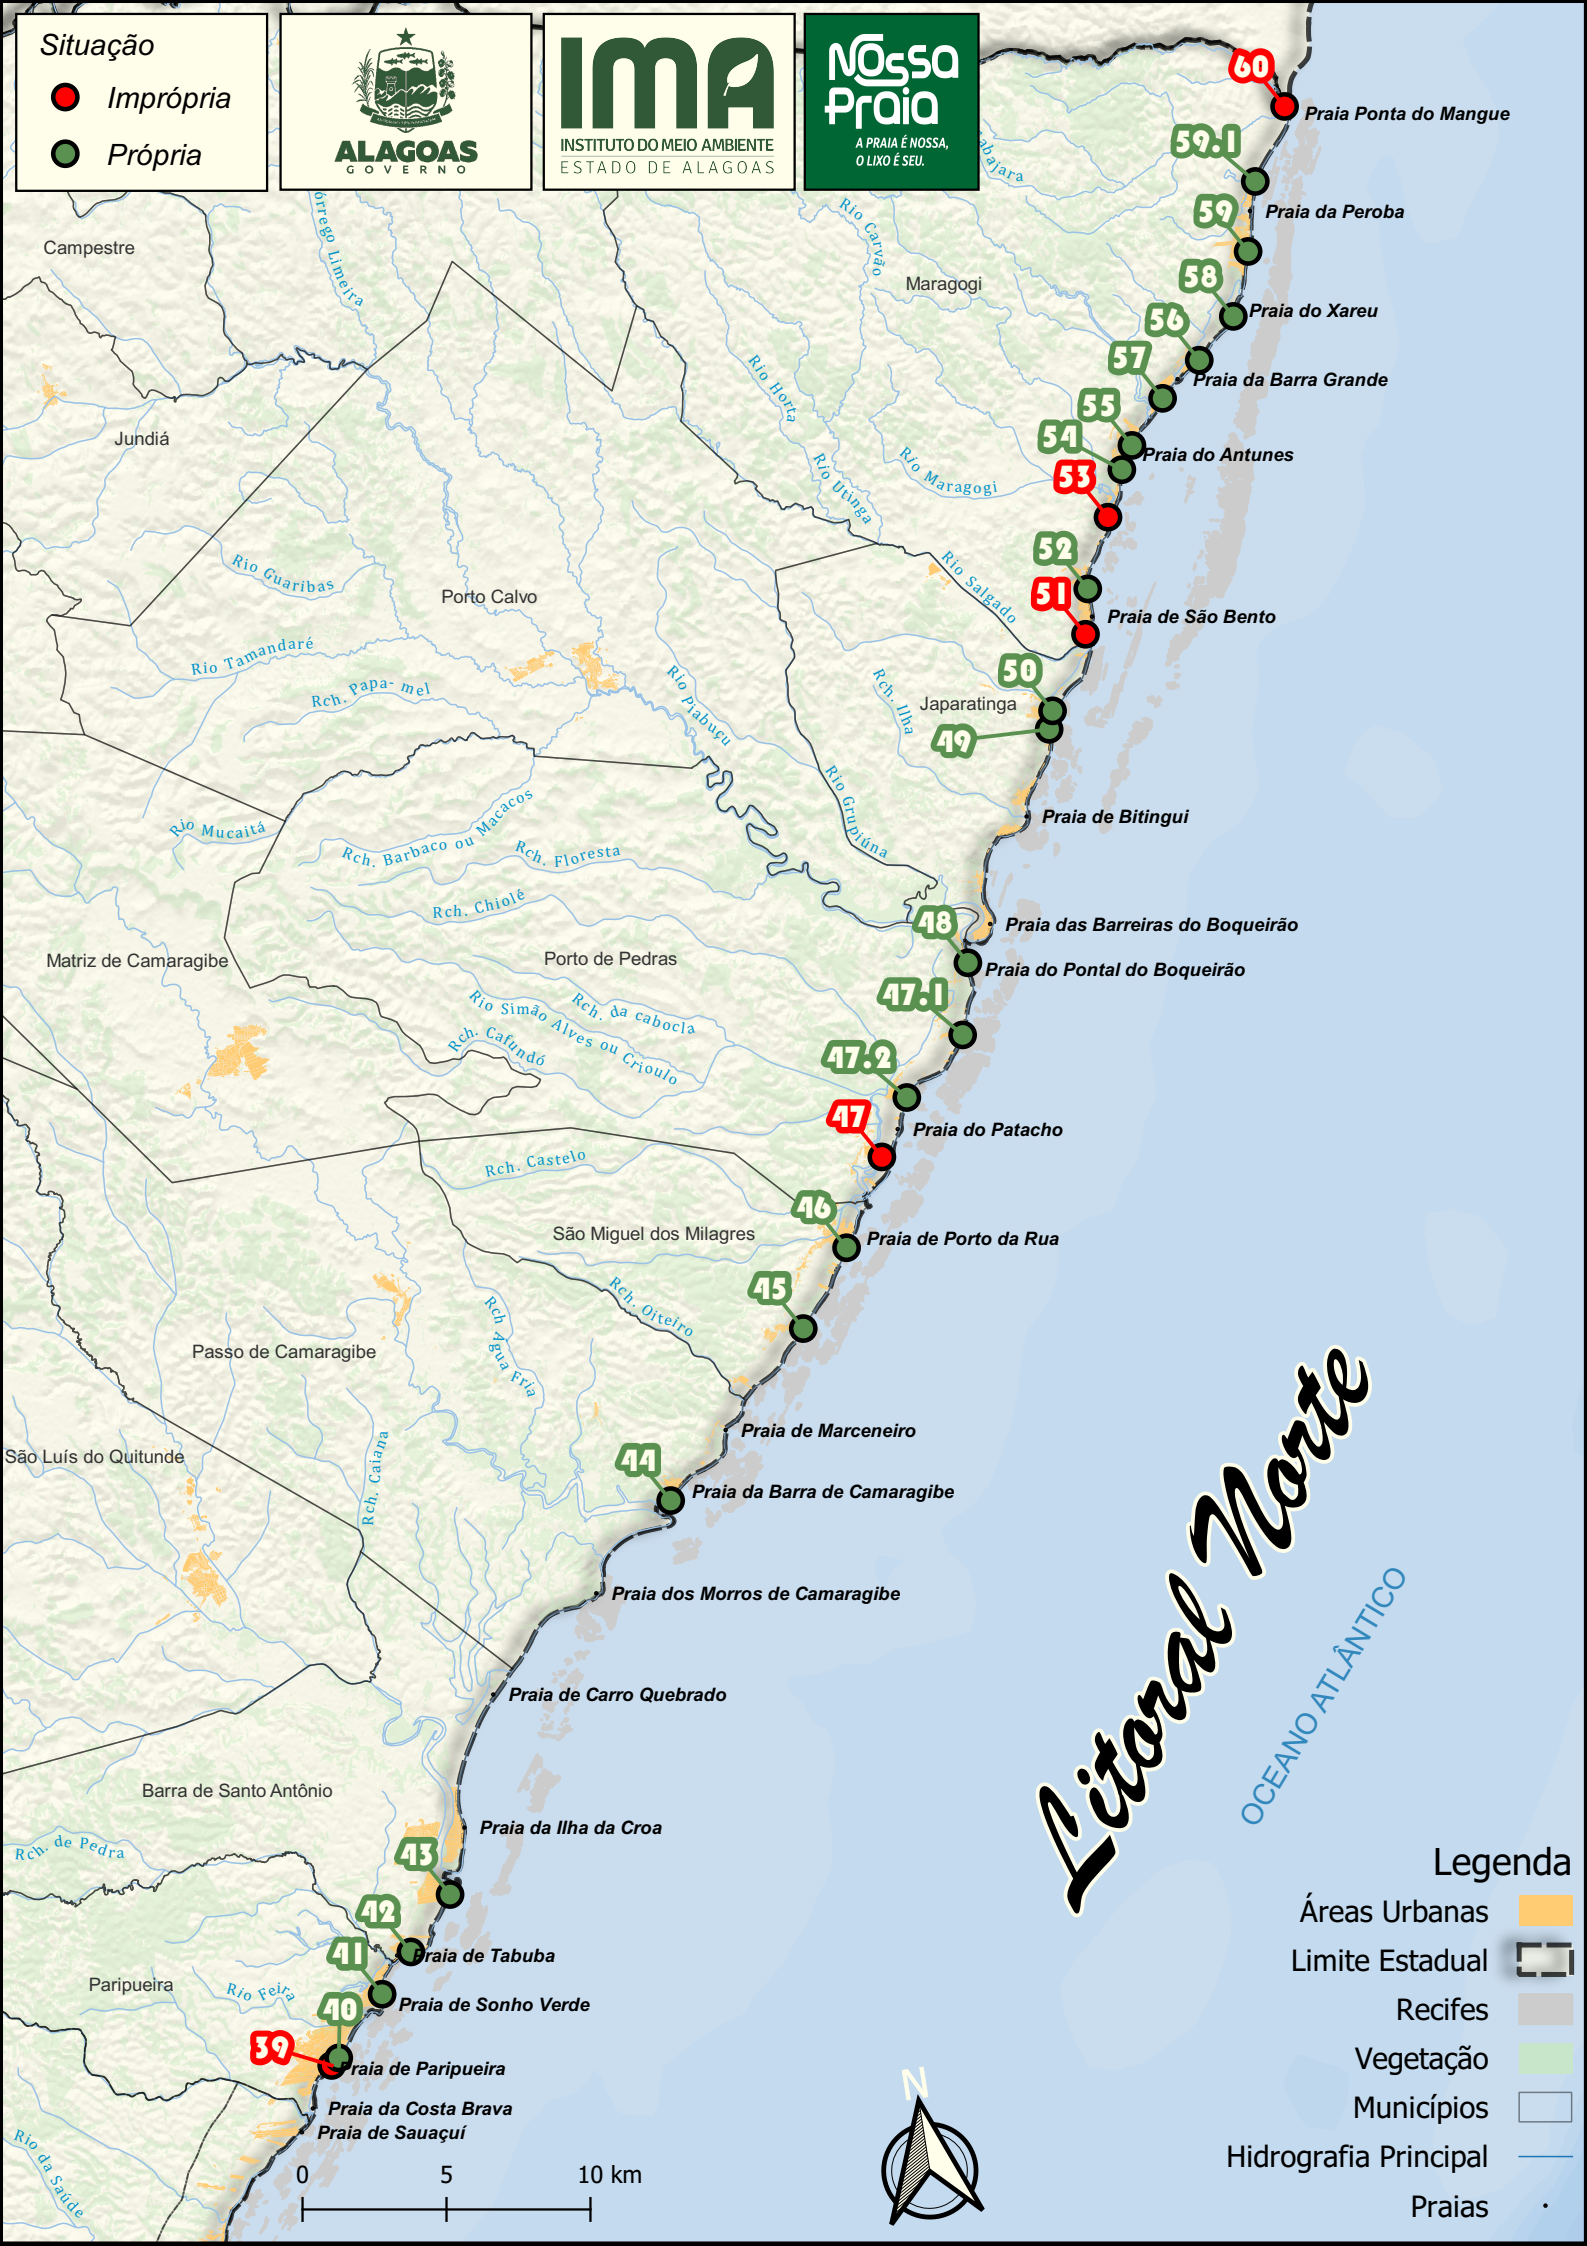 Situação
Imprópria
Própria
ALAGOAS
GOVERNO
IMA
INSTITUTO DO MEIO AMBIENTE
ESTADO DE ALAGOAS
Nossa
Praia
A PRAIA É NOSSA,
O LIXO É SEU.
60
Praia Ponta do Mangue
59.1
59
Praia da Peroba
58
Praia do Xareu
56
57
Praia da Barra Grande
55
54
Praia do Antunes
53
52
51
Praia de São Bento
50
49
Praia de Bitingui
48
Praia das Barreiras do Boqueirão
Praia do Pontal do Boqueirão
47.1
47.2
47
Praia do Patacho
46
Praia de Porto da Rua
45
Praia de Marceneiro
44
Praia da Barra de Camaragibe
Praia dos Morros de Camaragibe
Praia de Carro Quebrado
Praia da Ilha da Croa
43
42
Praia de Tabuba
41
Praia de Sonho Verde
40
39
Praia de Paripueira
Praia da Costa Brava
Praia de Sauaçuí
Campestre
Jundiá
Maragogi
Porto Calvo
Japaratinga
Matriz de Camaragibe
Porto de Pedras
São Miguel dos Milagres
Passo de Camaragibe
São Luís do Quitunde
Barra de Santo Antônio
Paripueira
Rio Carvão
Rio Horta
Rio Utinga
Rio Maragogi
Rio Salgado
Rio Guaribas
Rio Tamandaré
Rch. Papa- mel
Rio Piabuçu
Rch. Ilha
Rio Grupiúna
Rio Mucaitá
Rch. Barbaco ou Macacos
Rch. Floresta
Rch. Chiolé
Rio Simão Alves ou Crioulo
Rch. da cabocla
Rch. Cafundó
Rch. Castelo
Rch. Oiteiro
Rch Água Fria
Rch. Caiana
Rch. de Pedra
Rio Feira
Rio da Saúde
Litoral Norte
OCEANO ATLÂNTICO
0 5 10 km
N
Legenda
Áreas Urbanas
Limite Estadual
Recifes
Vegetação
Municípios
Hidrografia Principal
Praias